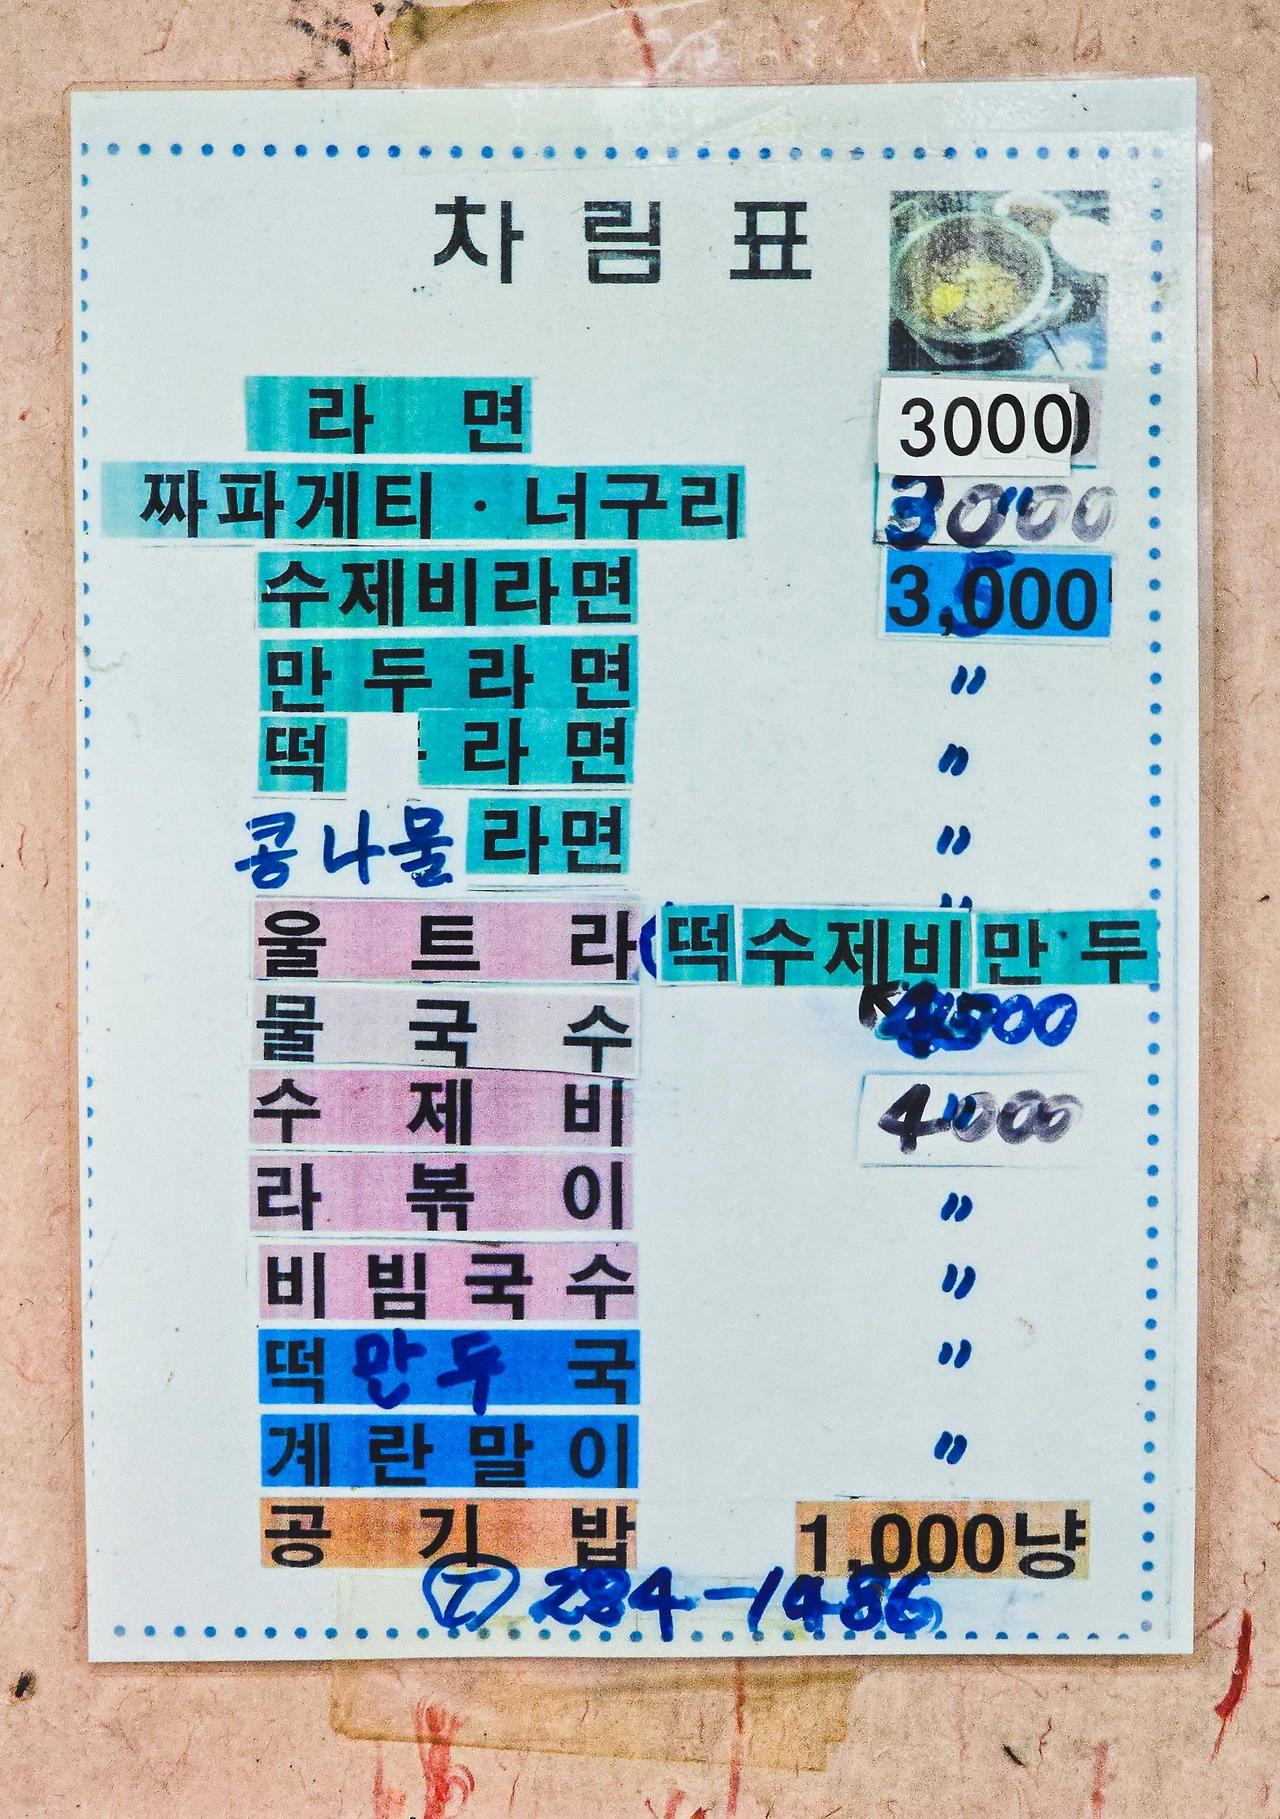 차림표
라면 3000
짜파게티·너구리 3000
수제비라면 3,500
만두라면 〃
떡라면 〃
콩나물라면 〃
울트라 (떡수제비만두 〃
물국수 4500
수제비 4000
라볶이 〃
비빔국수 〃
떡만두국 〃
계란말이 〃
공기밥 1,000냥
Ⓣ 284-1486